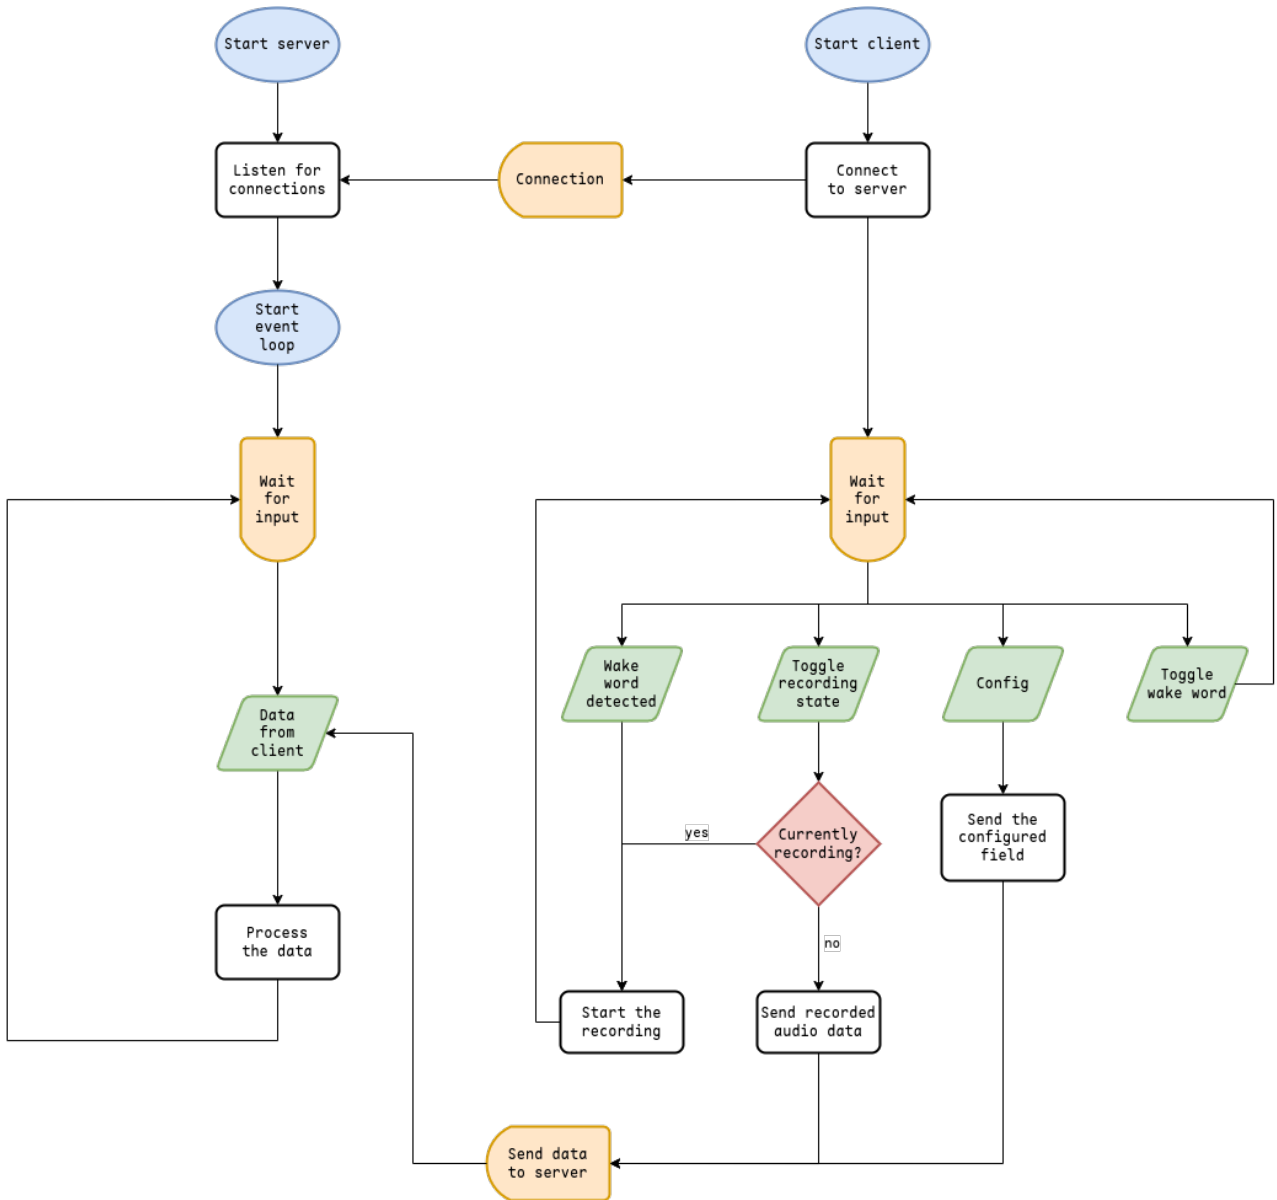 Start server
Start client
Listen for
connections
Connection
Connect
to server
Start
event
loop
Wait
for
input
Wait
for
input
Wake
word
detected
Toggle
recording
state
Config
Toggle
wake word
Data
from
client
yes
Currently
recording?
Send the
configured
field
Process
the data
no
Start the
recording
Send recorded
audio data
Send data
to server